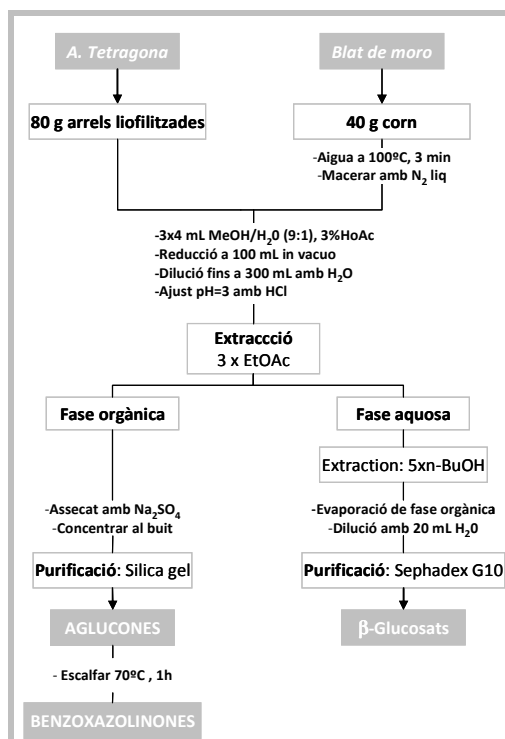 A. Tetragona
Blat de moro
80 g arrels liofilitzades
40 g corn
-Aigua a 100ºC, 3 min
-Macerar amb N₂ liq
-3x4 mL MeOH/H₂0 (9:1), 3%HoAc
-Reducció a 100 mL in vacuo
-Dilució fins a 300 mL amb H₂O
-Ajust pH=3 amb HCl
Extraccció
3 x EtOAc
Fase orgànica
Fase aquosa
Extraction: 5xn-BuOH
-Assecat amb Na₂SO₄
-Concentrar al buit
-Evaporació de fase orgànica
-Dilució amb 20 mL H₂0
Purificació: Silica gel
Purificació: Sephadex G10
AGLUCONES
β-Glucosats
- Escalfar 70ºC , 1h
BENZOXAZOLINONES